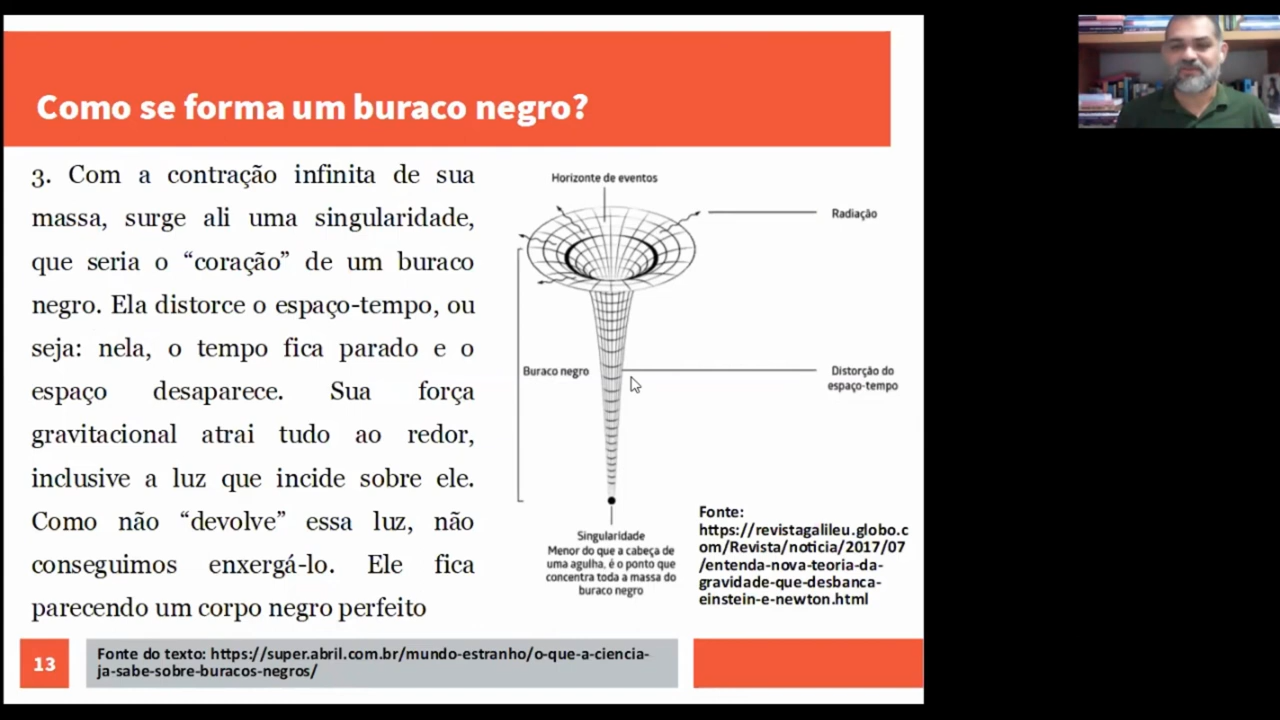 Como se forma um buraco negro?
3. Com a contração infinita de sua
massa, surge ali uma singularidade,
que seria o “coração” de um buraco
negro. Ela distorce o espaço-tempo, ou
seja: nela, o tempo fica parado e o
espaço desaparece. Sua força
gravitacional atrai tudo ao redor,
inclusive a luz que incide sobre ele.
Como não “devolve” essa luz, não
conseguimos enxergá-lo. Ele fica
parecendo um corpo negro perfeito
Horizonte de eventos
Radiação
Buraco negro
Distorção do
espaço-tempo
Singularidade
Menor do que a cabeça de
uma agulha, é o ponto que
concentra toda a massa do
buraco negro
Fonte:
https://revistagalileu.globo.c
om/Revista/noticia/2017/07
/entenda-nova-teoria-da-
gravidade-que-desbanca-
einstein-e-newton.html
13
Fonte do texto: https://super.abril.com.br/mundo-estranho/o-que-a-ciencia-
ja-sabe-sobre-buracos-negros/